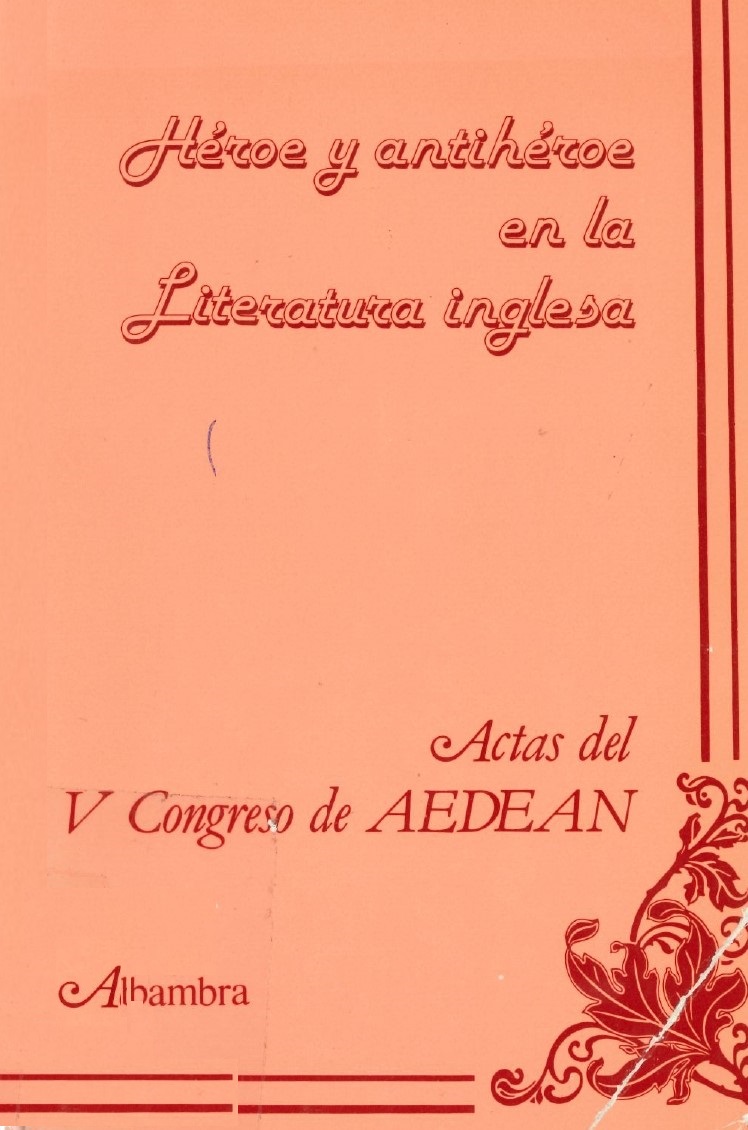 Héroe y antihéroe
en la
Literatura inglesa
Actas del
V Congreso de AEDEAN
Alhambra